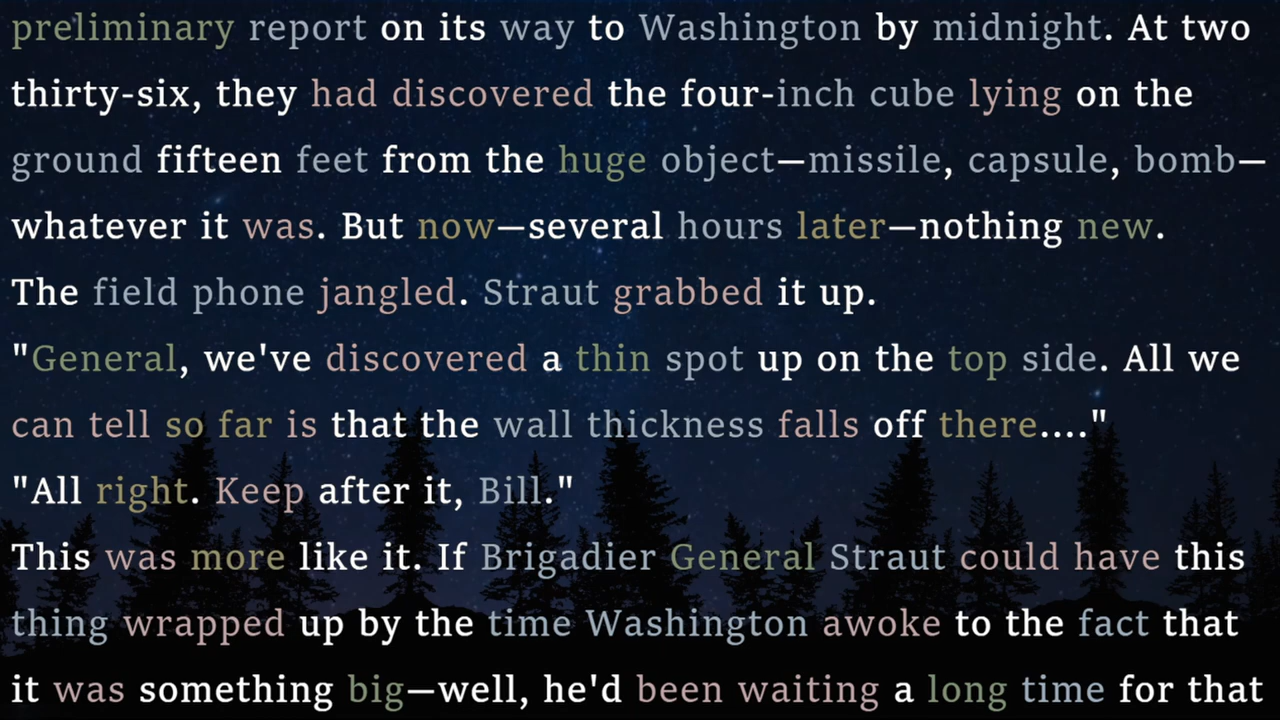 preliminary report on its way to Washington by midnight. At two
thirty-six, they had discovered the four-inch cube lying on the
ground fifteen feet from the huge object—missile, capsule, bomb—
whatever it was. But now—several hours later—nothing new.
The field phone jangled. Straut grabbed it up.
"General, we've discovered a thin spot up on the top side. All we
can tell so far is that the wall thickness falls off there...."
"All right. Keep after it, Bill."
This was more like it. If Brigadier General Straut could have this
thing wrapped up by the time Washington awoke to the fact that
it was something big—well, he'd been waiting a long time for that